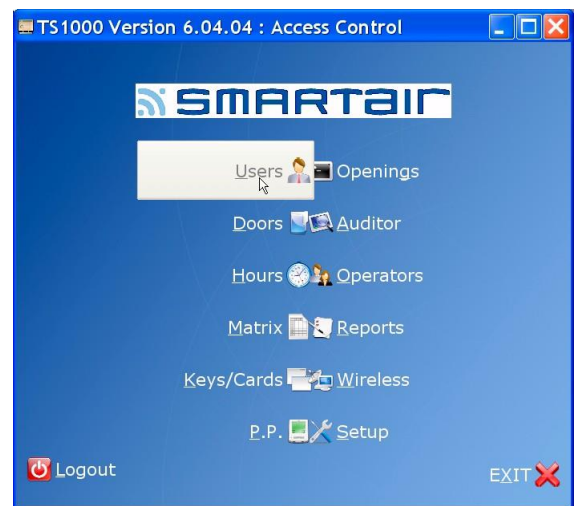 TS1000 Version 6.04.04 : Access Control
SMARTair
Users Openings
Doors Auditor
Hours Operators
Matrix Reports
Keys/Cards Wireless
P.P. Setup
Logout
EXIT